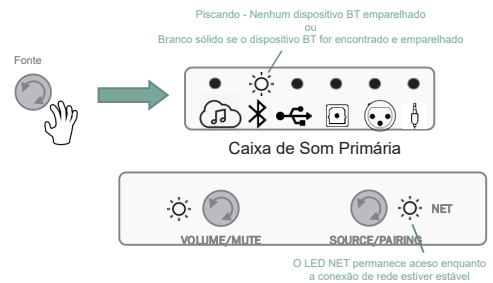 Piscando - Nenhum dispositivo BT emparelhado
ou
Branco sólido se o dispositivo BT for encontrado e emparelhado
Fonte
Caixa de Som Primária
NET
VOLUME/MUTE
SOURCE/PAIRING
O LED NET permanece aceso enquanto
a conexão de rede estiver estável